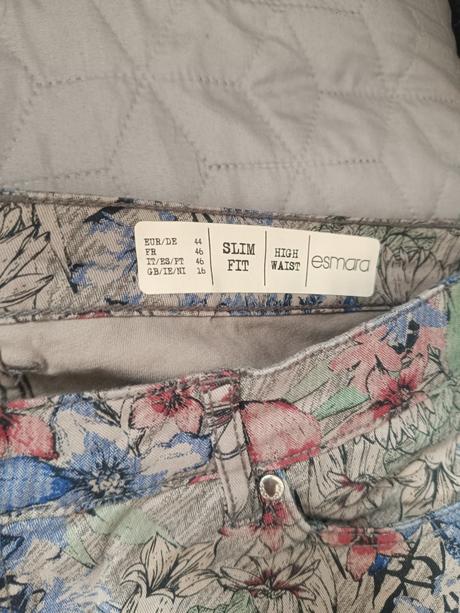 EUR/DE 44
FR 46
IT/ES/PT 46
GB/IE/NI 16
SLIM
FIT
HIGH
WAIST
esmara